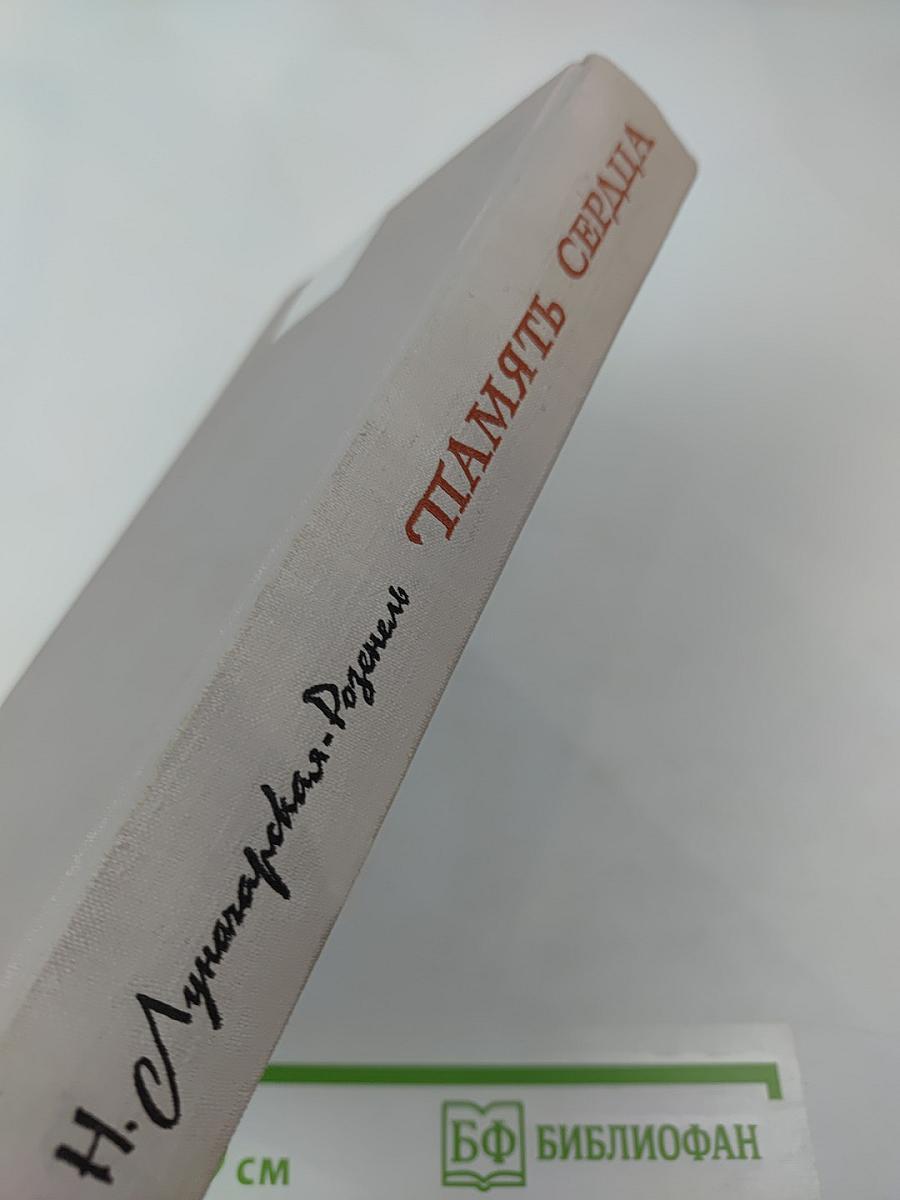 Н. Луначарская-Розенель ПАМЯТЬ СЕРДЦА
см
БФ БИБЛИОФАН